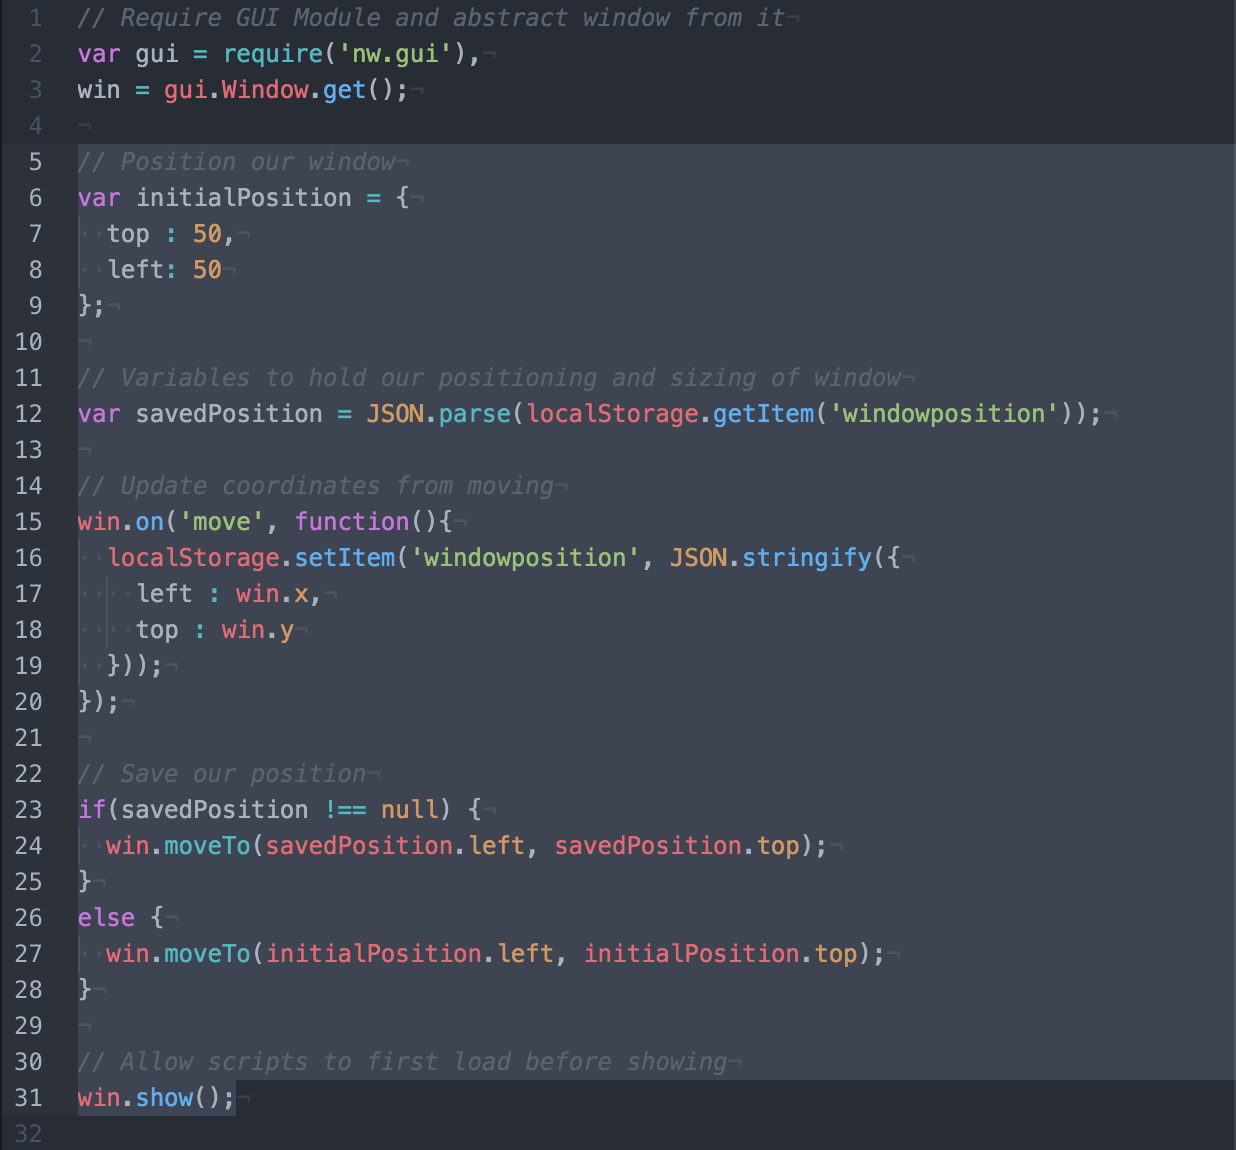 1 // Require GUI Module and abstract window from it¬
2 var gui = require('nw.gui'),¬
3 win = gui.Window.get();¬
4 ¬
5 // Position our window¬
6 var initialPosition = {¬
7 ··top : 50,¬
8 ··left: 50¬
9 };¬
10 ¬
11 // Variables to hold our positioning and sizing of window¬
12 var savedPosition = JSON.parse(localStorage.getItem('windowposition'));¬
13 ¬
14 // Update coordinates from moving¬
15 win.on('move', function(){¬
16 ··localStorage.setItem('windowposition', JSON.stringify({¬
17 ····left : win.x,¬
18 ····top : win.y¬
19 ··}));¬
20 });¬
21 ¬
22 // Save our position¬
23 if(savedPosition !== null) {¬
24 ··win.moveTo(savedPosition.left, savedPosition.top);¬
25 }¬
26 else {¬
27 ··win.moveTo(initialPosition.left, initialPosition.top);¬
28 }¬
29 ¬
30 // Allow scripts to first load before showing¬
31 win.show();¬
32